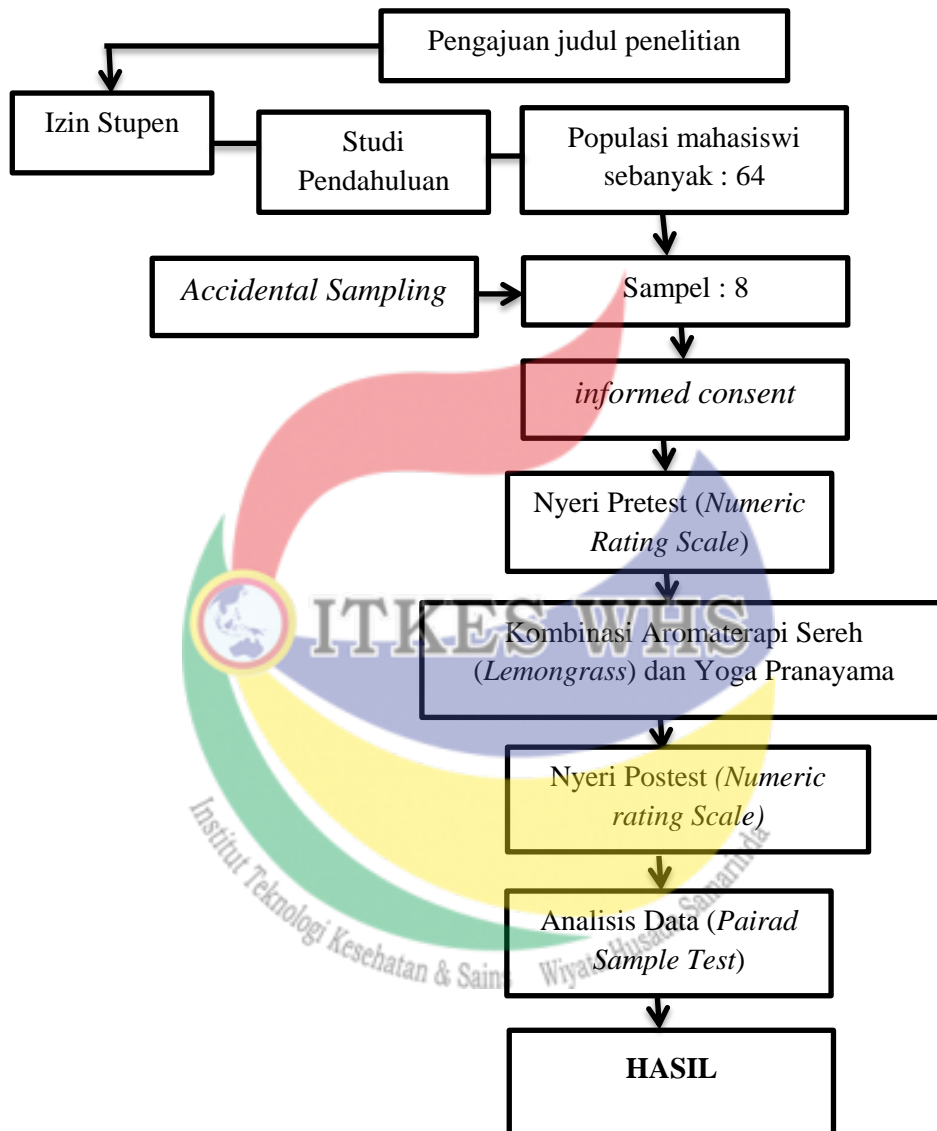 Pengajuan judul penelitian
Izin Stupen
Studi
Pendahuluan
Populasi mahasiswi
sebanyak : 64
Accidental Sampling
Sampel : 8
informed consent
Nyeri Pretest (Numeric
Rating Scale)
ITKES WHS
Kombinasi Aromaterapi Sereh
(Lemongrass) dan Yoga Pranayama
Nyeri Postest (Numeric
rating Scale)
Analisis Data (Pairad
Sample Test)
Institut Teknologi Kesehatan & Sains Wiyata Husada Samarinda
HASIL